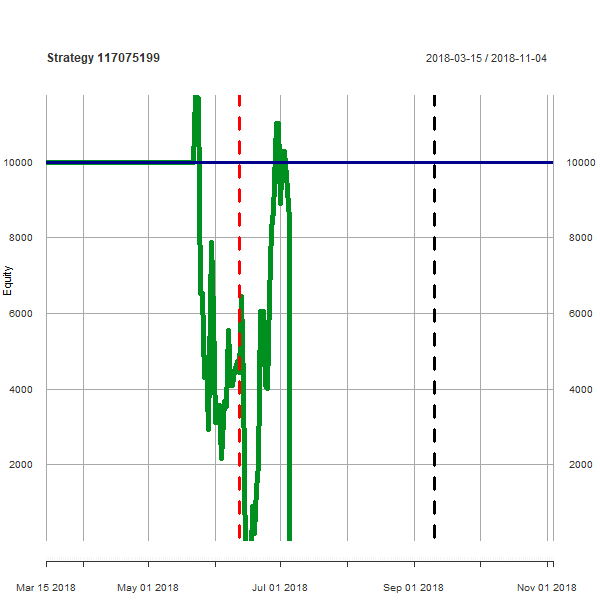 Strategy 117075199
2018-03-15 / 2018-11-04
10000
10000
8000
8000
6000
6000
4000
4000
2000
2000
Equity
Mar 15 2018
May 01 2018
Jul 01 2018
Sep 01 2018
Nov 01 2018